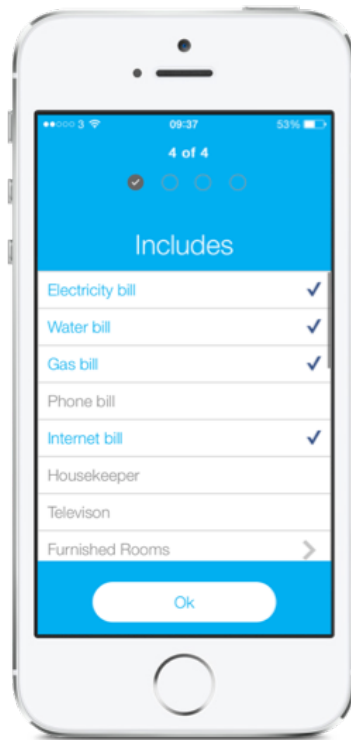 3 09:37 53%
4 of 4
Includes
Electricity bill
Water bill
Gas bill
Phone bill
Internet bill
Housekeeper
Televison
Furnished Rooms
Ok